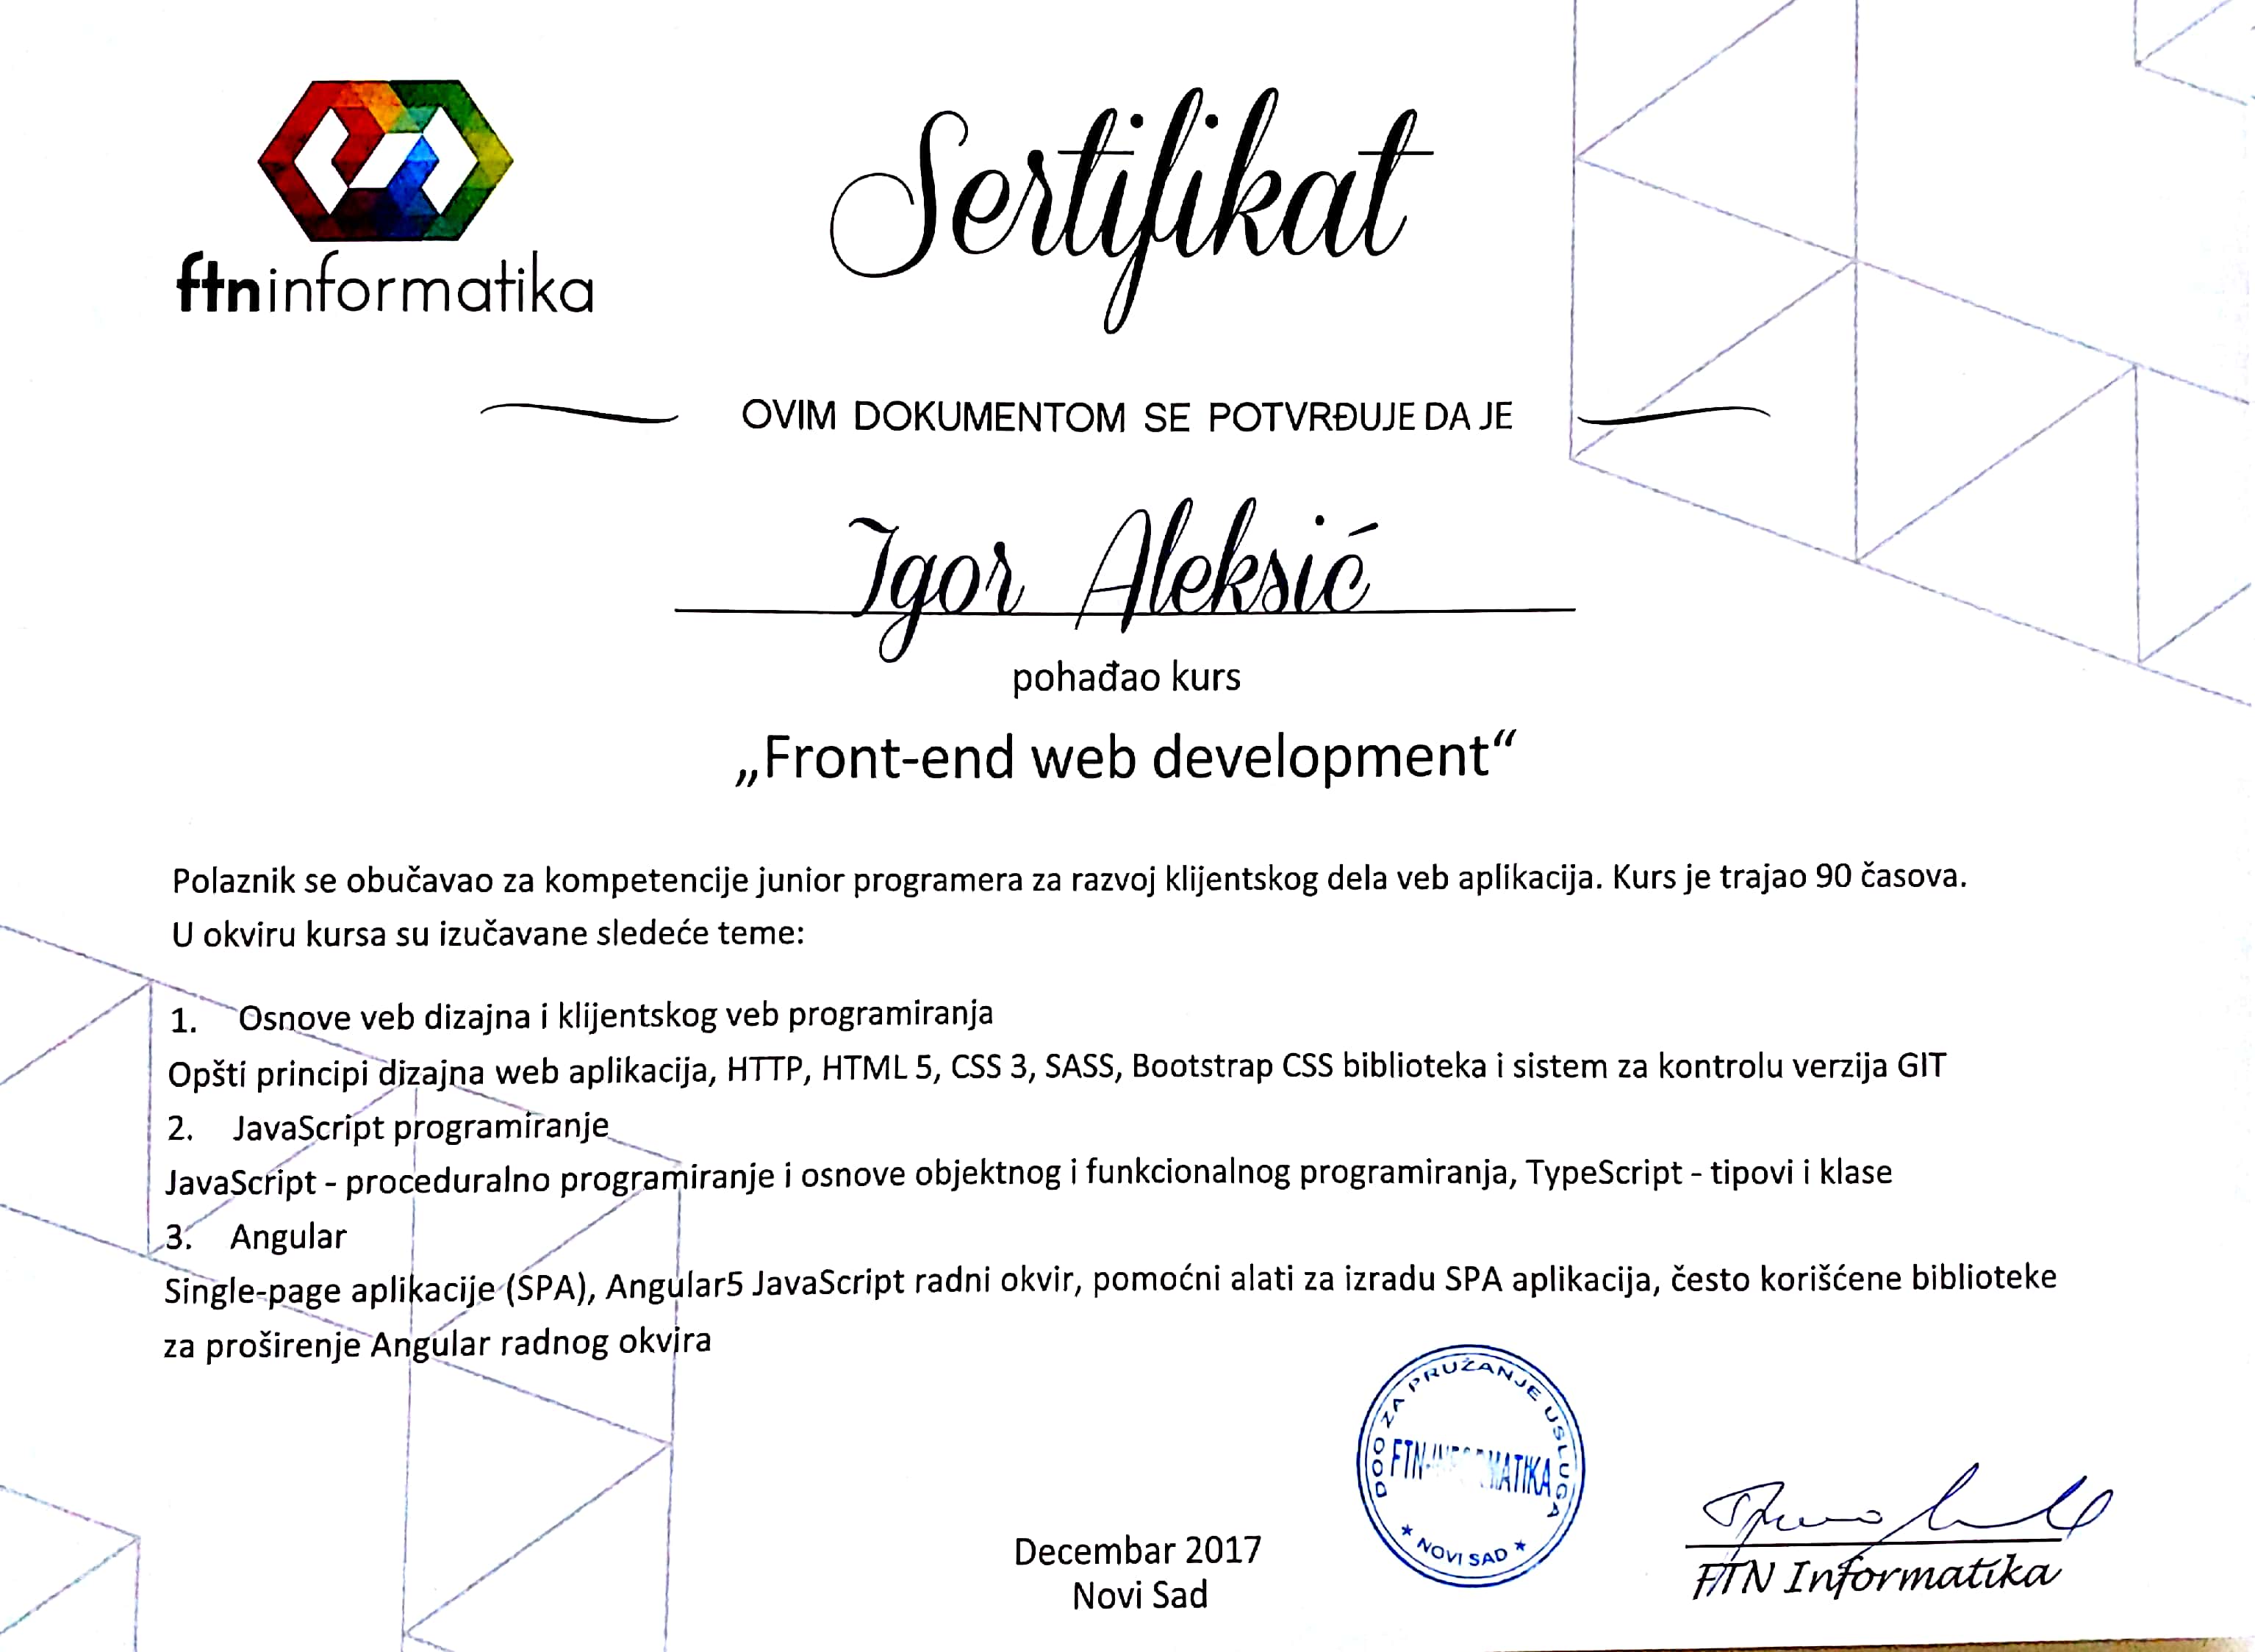 ftninformatika
Sertifikat
OVIM DOKUMENTOM SE POTVRĐUJE DA JE
Igor Aleksić
pohađao kurs
„Front-end web development“
Polaznik se obučavao za kompetencije junior programera za razvoj klijentskog dela veb aplikacija. Kurs je trajao 90 časova.
U okviru kursa su izučavane sledeće teme:
1. Osnove veb dizajna i klijentskog veb programiranja
Opšti principi dizajna web aplikacija, HTTP, HTML 5, CSS 3, SASS, Bootstrap CSS biblioteka i sistem za kontrolu verzija GIT
2. JavaScript programiranje
JavaScript - proceduralno programiranje i osnove objektnog i funkcionalnog programiranja, TypeScript - tipovi i klase
3. Angular
Single-page aplikacije (SPA), Angular5 JavaScript radni okvir, pomoćni alati za izradu SPA aplikacija, često korišćene biblioteke
za proširenje Angular radnog okvira
DOO ZA PRUŽANJE USLUGA
FTN-INFORMATIKA
NOVI SAD
Decembar 2017
Novi Sad
FTN Informatika